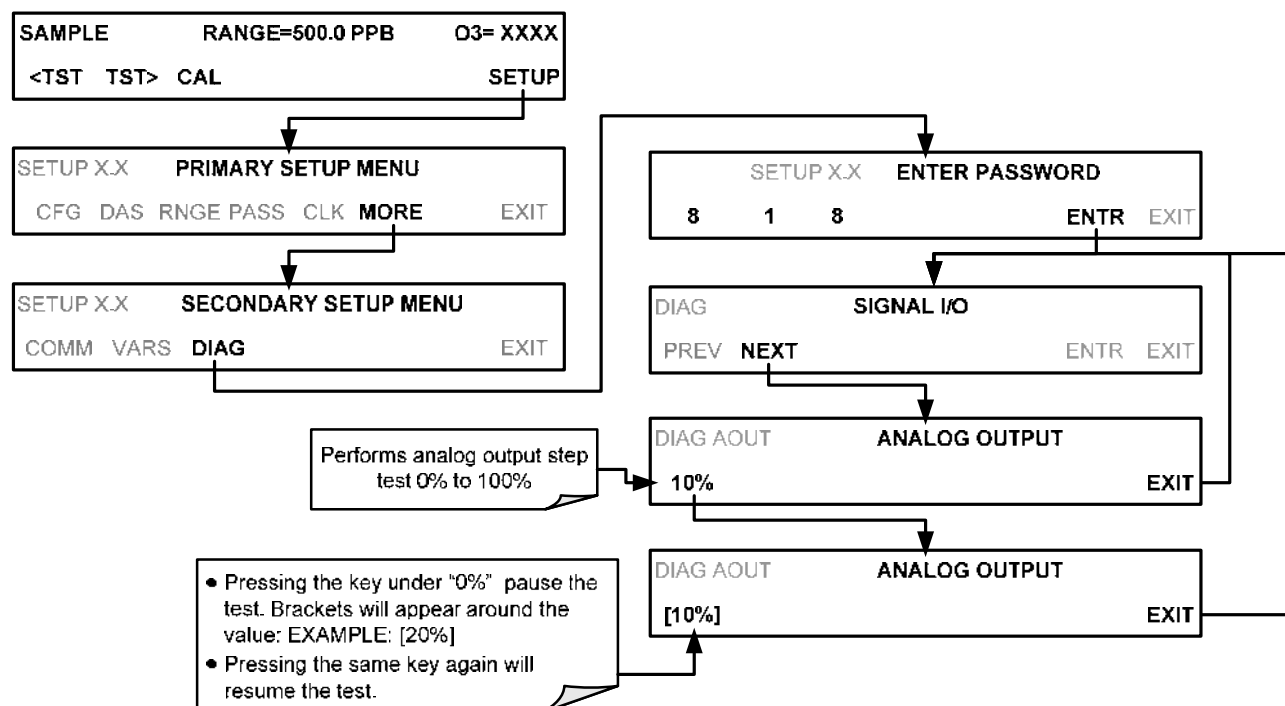 SAMPLE RANGE=500.0 PPB O3= XXXX
<TST TST> CAL SETUP
SETUP X.X PRIMARY SETUP MENU
CFG DAS RNGE PASS CLK MORE EXIT
SETUP X.X SECONDARY SETUP MENU
COMM VARS DIAG EXIT
SETUP X.X ENTER PASSWORD
8 1 8 ENTR EXIT
DIAG SIGNAL I/O
PREV NEXT ENTR EXIT
Performs analog output step
test 0% to 100%
DIAG AOUT ANALOG OUTPUT
10% EXIT
• Pressing the key under “0%” pause the
test. Brackets will appear around the
value: EXAMPLE: [20%]
• Pressing the same key again will
resume the test.
DIAG AOUT ANALOG OUTPUT
[10%] EXIT